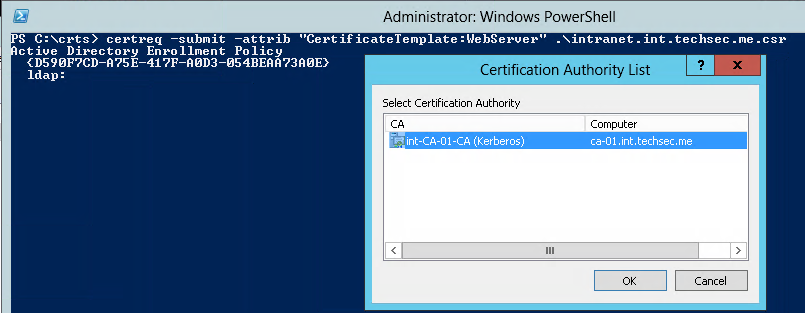 Administrator: Windows PowerShell
PS C:\crts> certreq -submit -attrib "CertificateTemplate:WebServer" .\intranet.int.techsec.me.csr
Active Directory Enrollment Policy
{D590F7CD-A75E-417F-A0D3-054BEAA73A0E}
ldap:
Certification Authority List
? x
Select Certification Authority
CA Computer
int-CA-01-CA (Kerberos) ca-01.int.techsec.me
OK Cancel